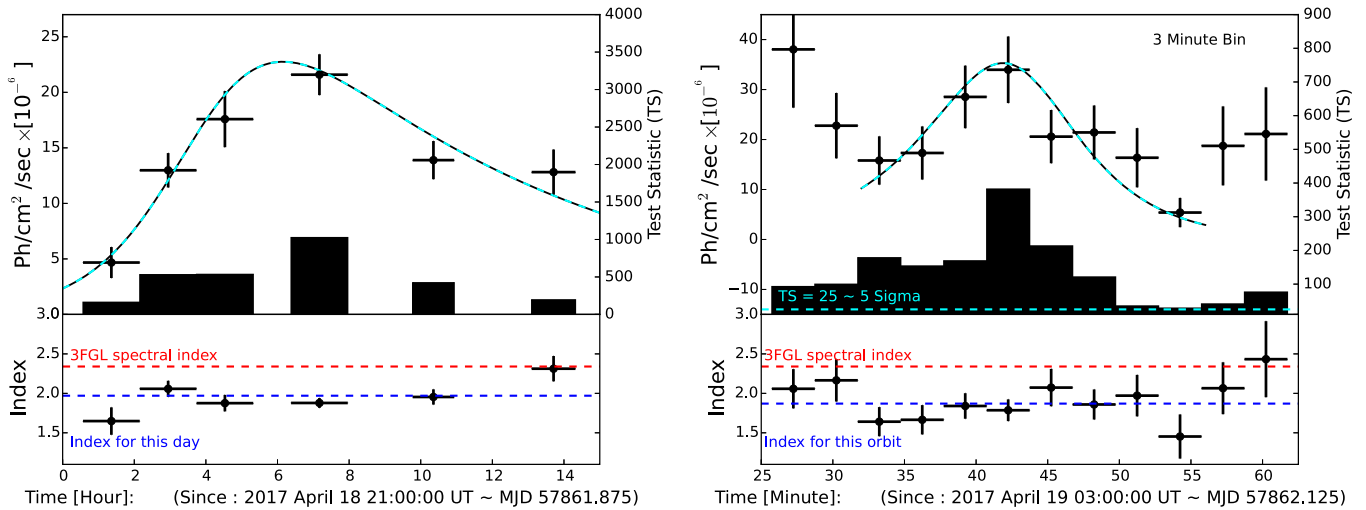 25
20
15
10
5
3.0
Ph/cm² /sec ×[10⁻⁶ ]
4000
3500
3000
2500
2000
1500
1000
500
0
Test Statistic (TS)
3FGL spectral index
Index for this day
2.5
2.0
1.5
Index
0 2 4 6 8 10 12 14
Time [Hour]: (Since : 2017 April 18 21:00:00 UT ~ MJD 57861.875)
3 Minute Bin
40
30
20
10
0
−10
3.0
Ph/cm² /sec ×[10⁻⁶ ]
900
800
700
600
500
400
300
200
100
Test Statistic (TS)
TS = 25 ~ 5 Sigma
3FGL spectral index
Index for this orbit
2.5
2.0
1.5
Index
25 30 35 40 45 50 55 60
Time [Minute]: (Since : 2017 April 19 03:00:00 UT ~ MJD 57862.125)